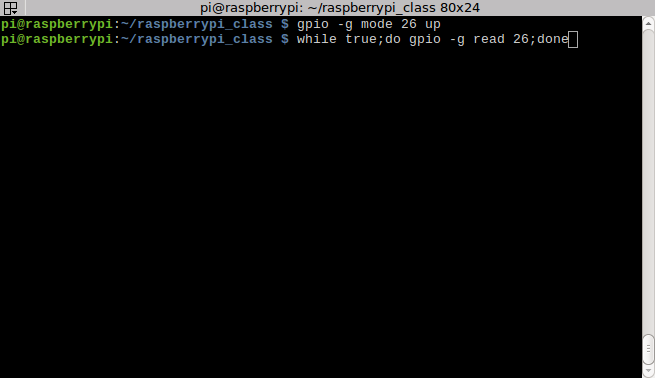 pi@raspberrypi: ~/raspberrypi_class 80x24
pi@raspberrypi:~/raspberrypi_class $ gpio -g mode 26 up
pi@raspberrypi:~/raspberrypi_class $ while true;do gpio -g read 26;done